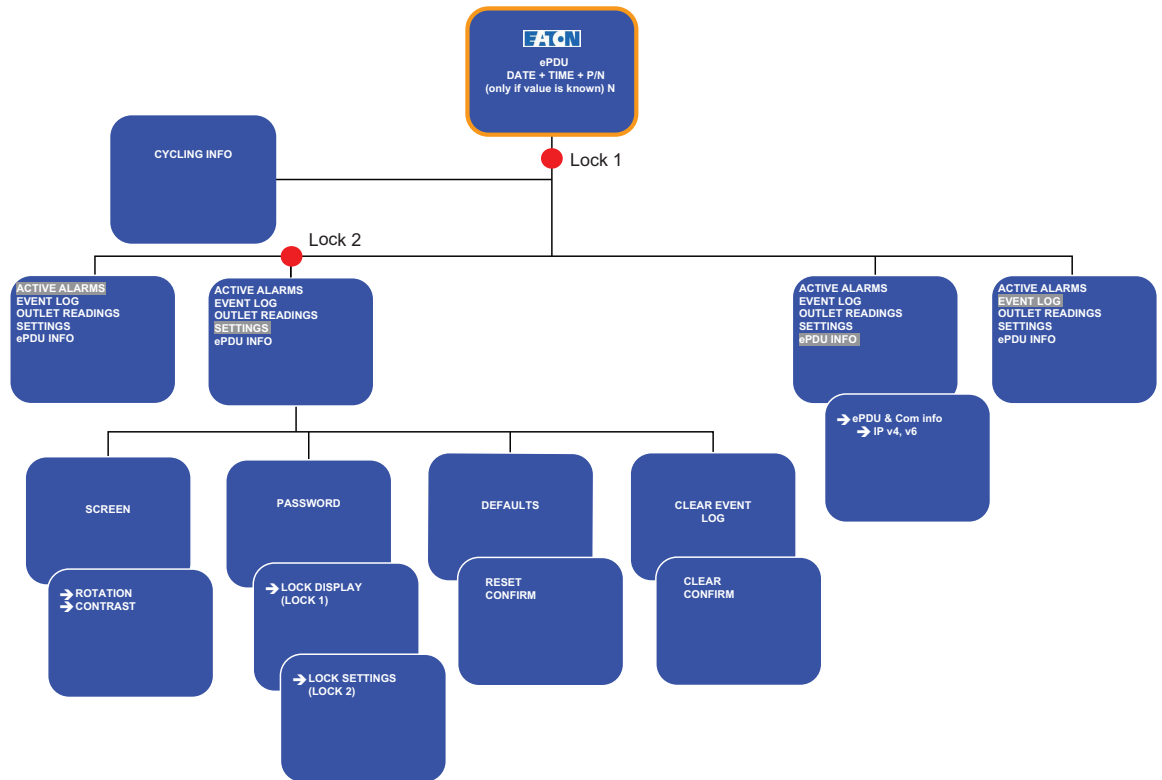 EATON
ePDU
DATE + TIME + P/N
(only if value is known) N
CYCLING INFO
Lock 1
Lock 2
ACTIVE ALARMS
EVENT LOG
OUTLET READINGS
SETTINGS
ePDU INFO
ACTIVE ALARMS
EVENT LOG
OUTLET READINGS
SETTINGS
ePDU INFO
ACTIVE ALARMS
EVENT LOG
OUTLET READINGS
SETTINGS
ePDU INFO
ACTIVE ALARMS
EVENT LOG
OUTLET READINGS
SETTINGS
ePDU INFO
➔ ePDU & Com info
➔ IP v4, v6
SCREEN
PASSWORD
DEFAULTS
CLEAR EVENT
LOG
➔ ROTATION
➔ CONTRAST
➔ LOCK DISPLAY
(LOCK 1)
RESET
CONFIRM
CLEAR
CONFIRM
➔ LOCK SETTINGS
(LOCK 2)